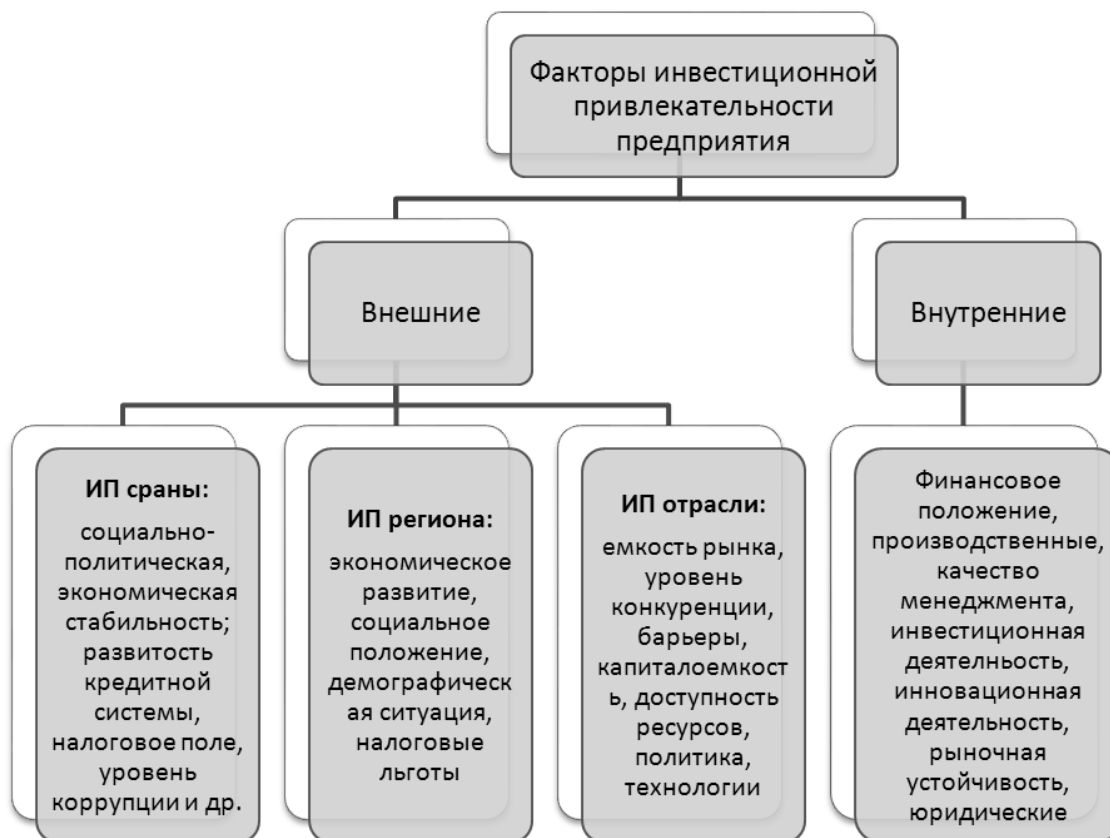 Факторы инвестиционной
привлекательности
предприятия
Внешние
Внутренние
ИП сраны:
социально-
политическая,
экономическая
стабильность;
развитость
кредитной
системы,
налоговое поле,
уровень
коррупции и др.
ИП региона:
экономическое
развитие,
социальное
положение,
демографическ
ая ситуация,
налоговые
льготы
ИП отрасли:
емкость рынка,
уровень
конкуренции,
барьеры,
капиталоемкост
ь, доступность
ресурсов,
политика,
технологии
Финансовое
положение,
производственные,
качество
менеджмента,
инвестиционная
деятелньость,
инновационная
деятельность,
рыночная
устойчивость,
юридические